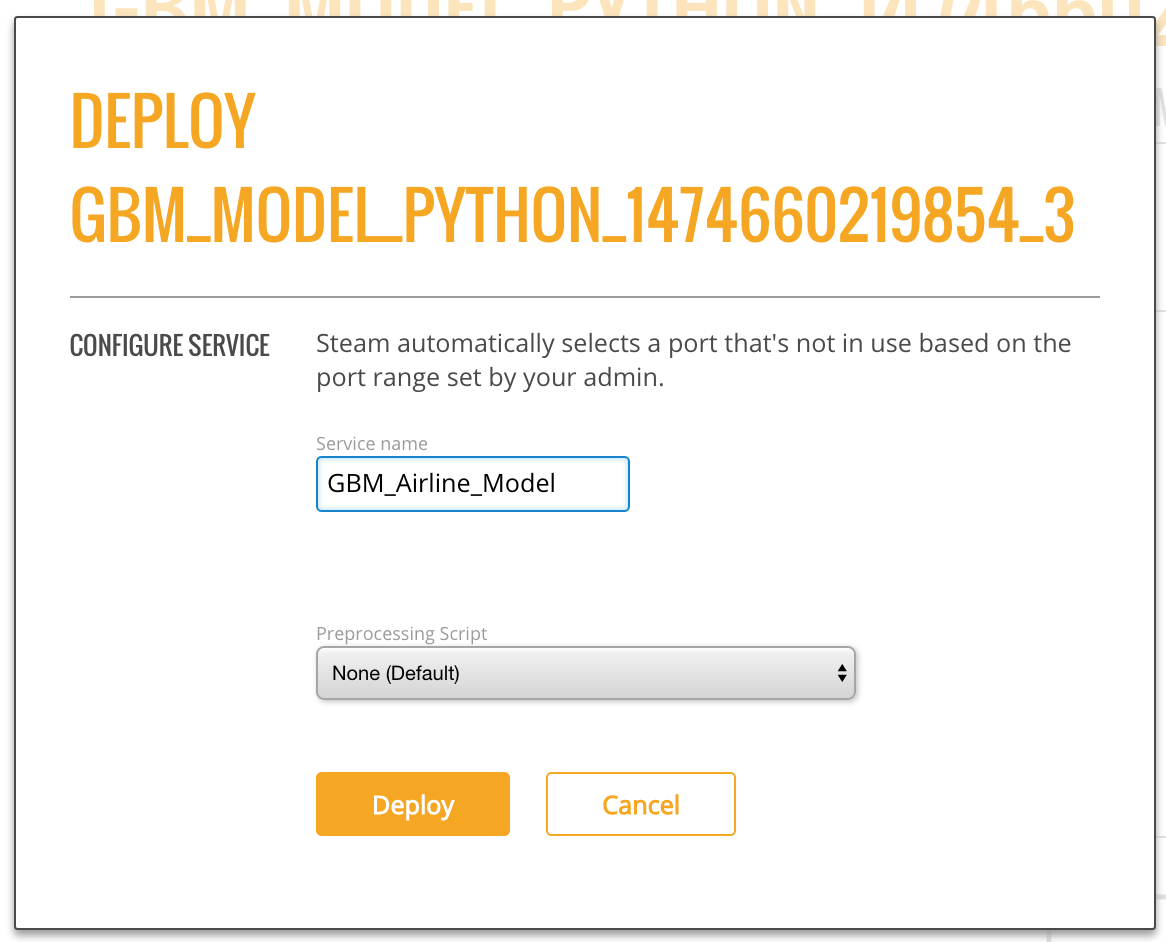 DEPLOY
GBM_MODEL_PYTHON_1474660219854_3
CONFIGURE SERVICE
Steam automatically selects a port that's not in use based on the
port range set by your admin.
Service name
GBM_Airline_Model
Preprocessing Script
None (Default)
Deploy
Cancel